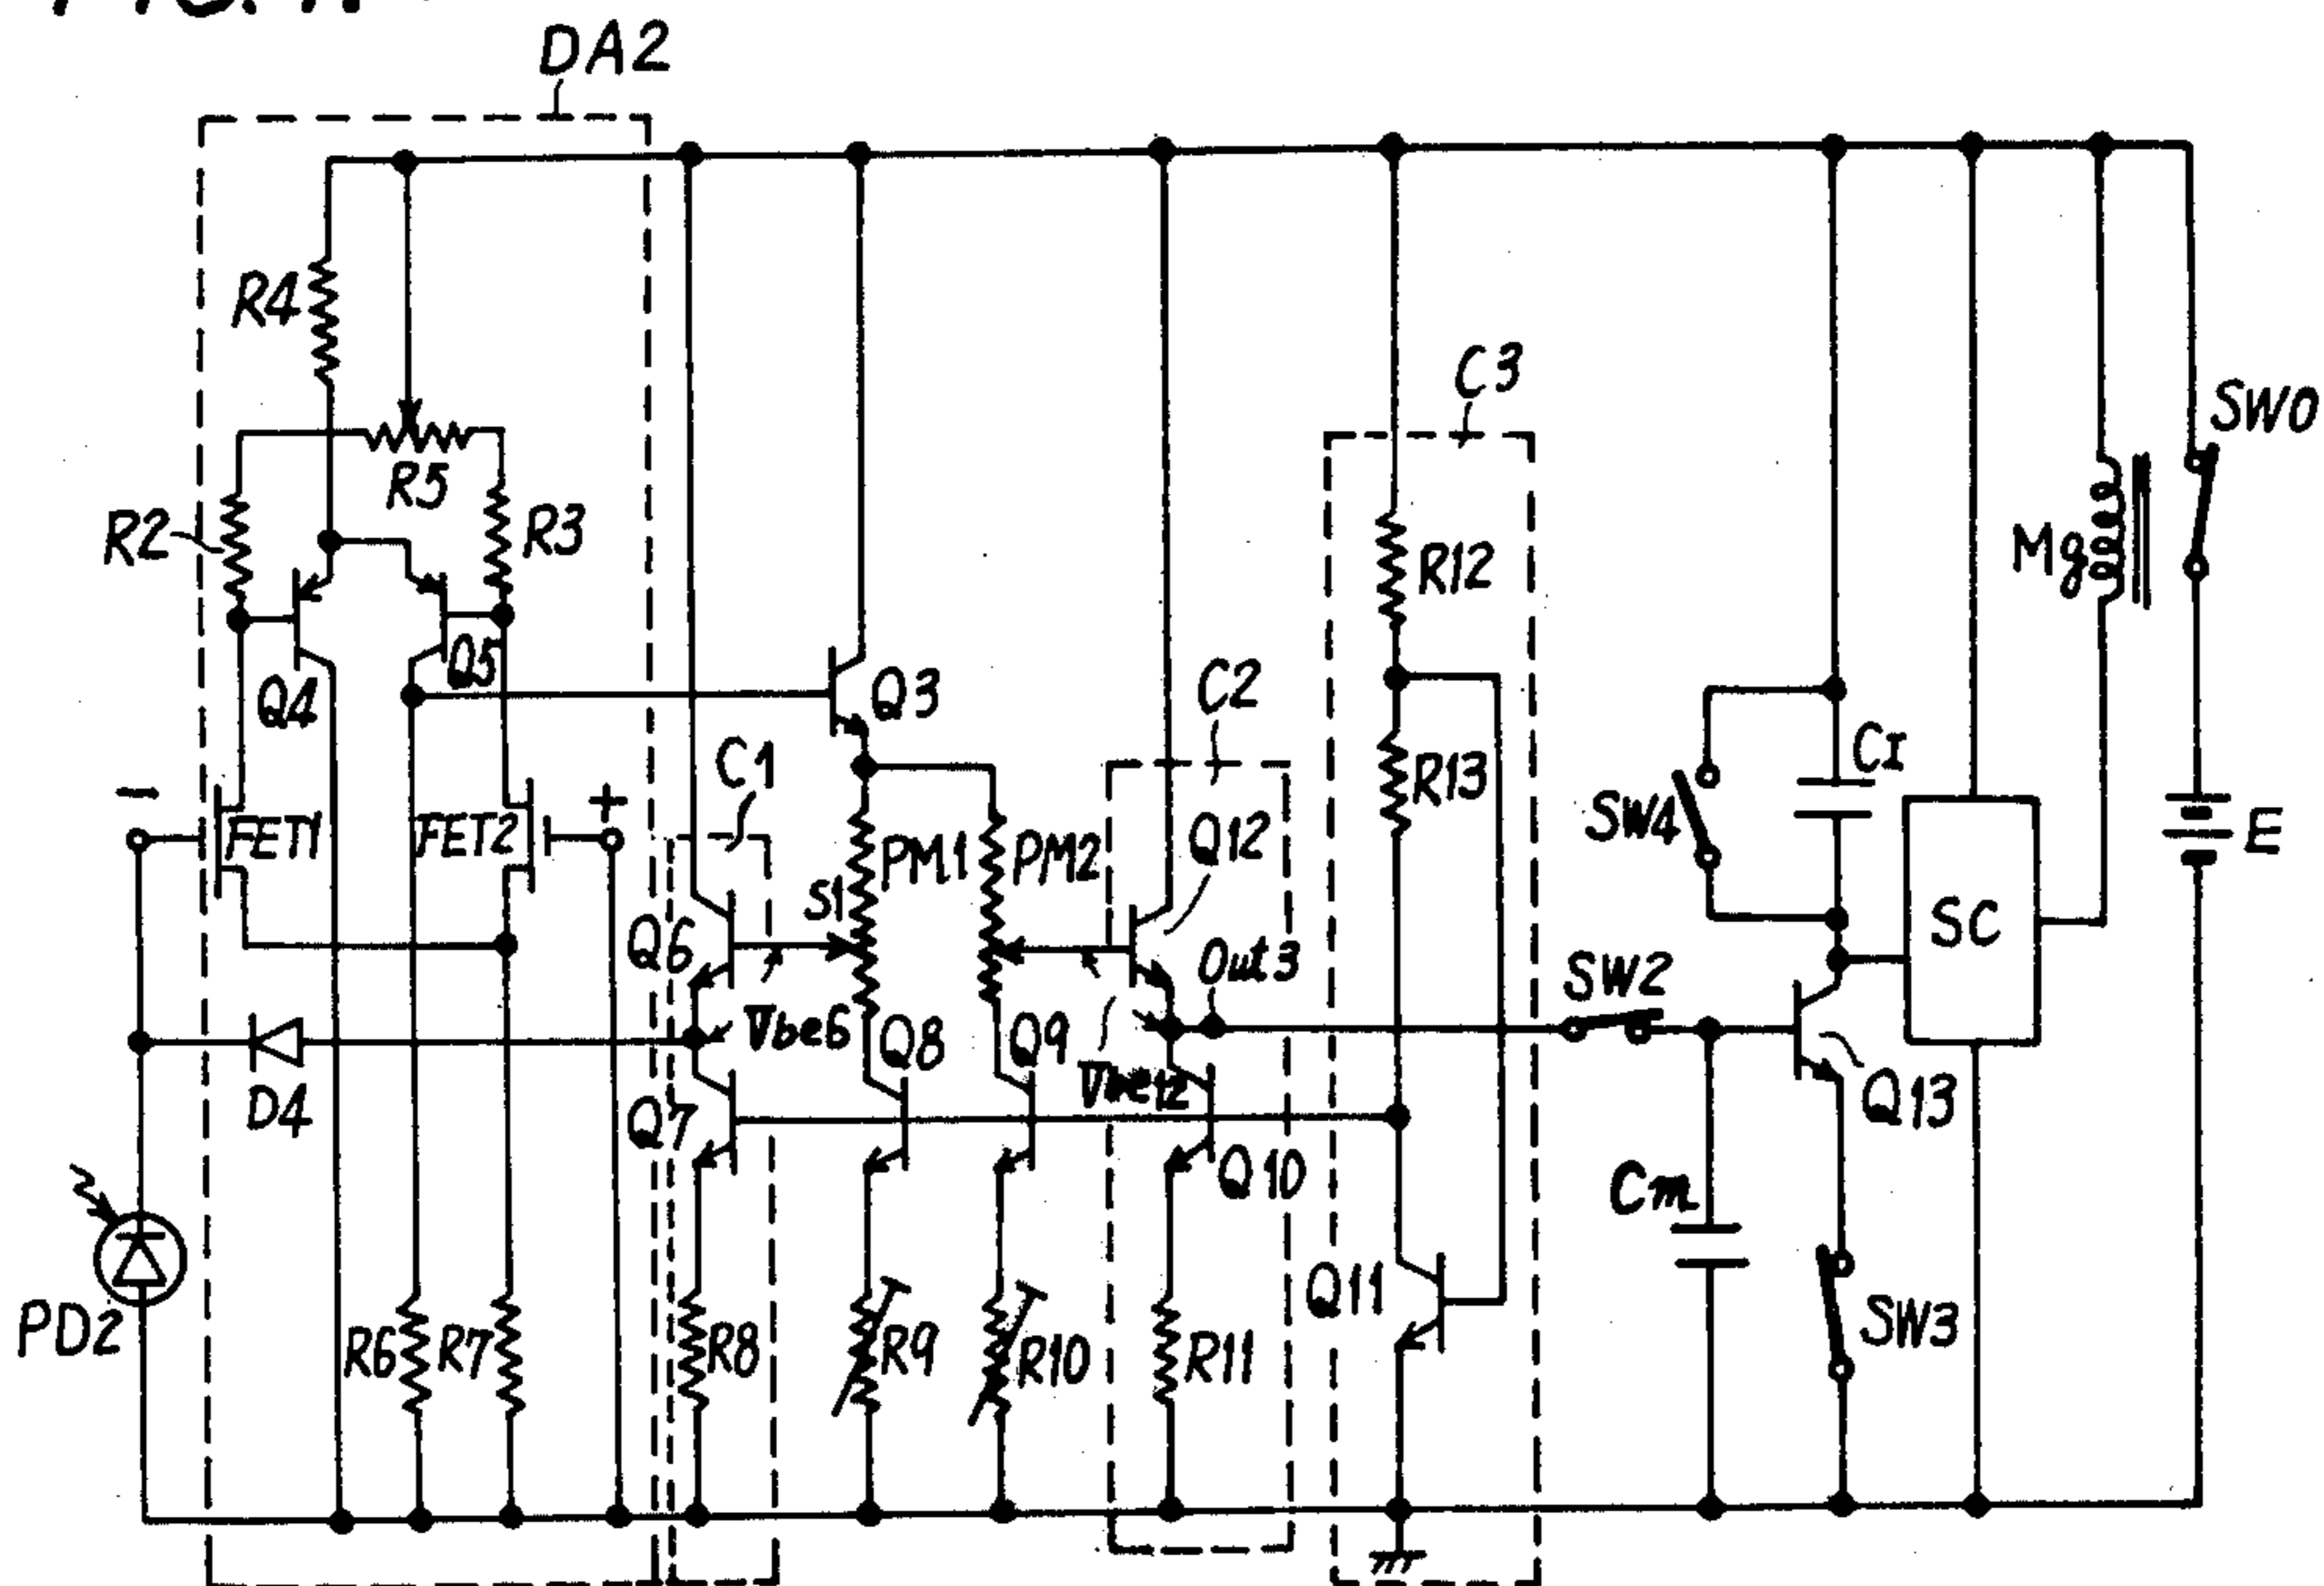 DA2
R4
C3
SW0
R5
R2
R3
R12
Mg
Q5
Q4
Q3
C2
C1
R13
CI
-
+
SW4
E
FET1
FET2
PM1
PM2
Q12
S1
SC
Q6
Out3
SW2
Vbe6
Q8
Q9
Vbe12
D4
Q7
Q13
Q10
Cm
Q11
PD2
R6
R7
R8
R9
R10
R11
SW3